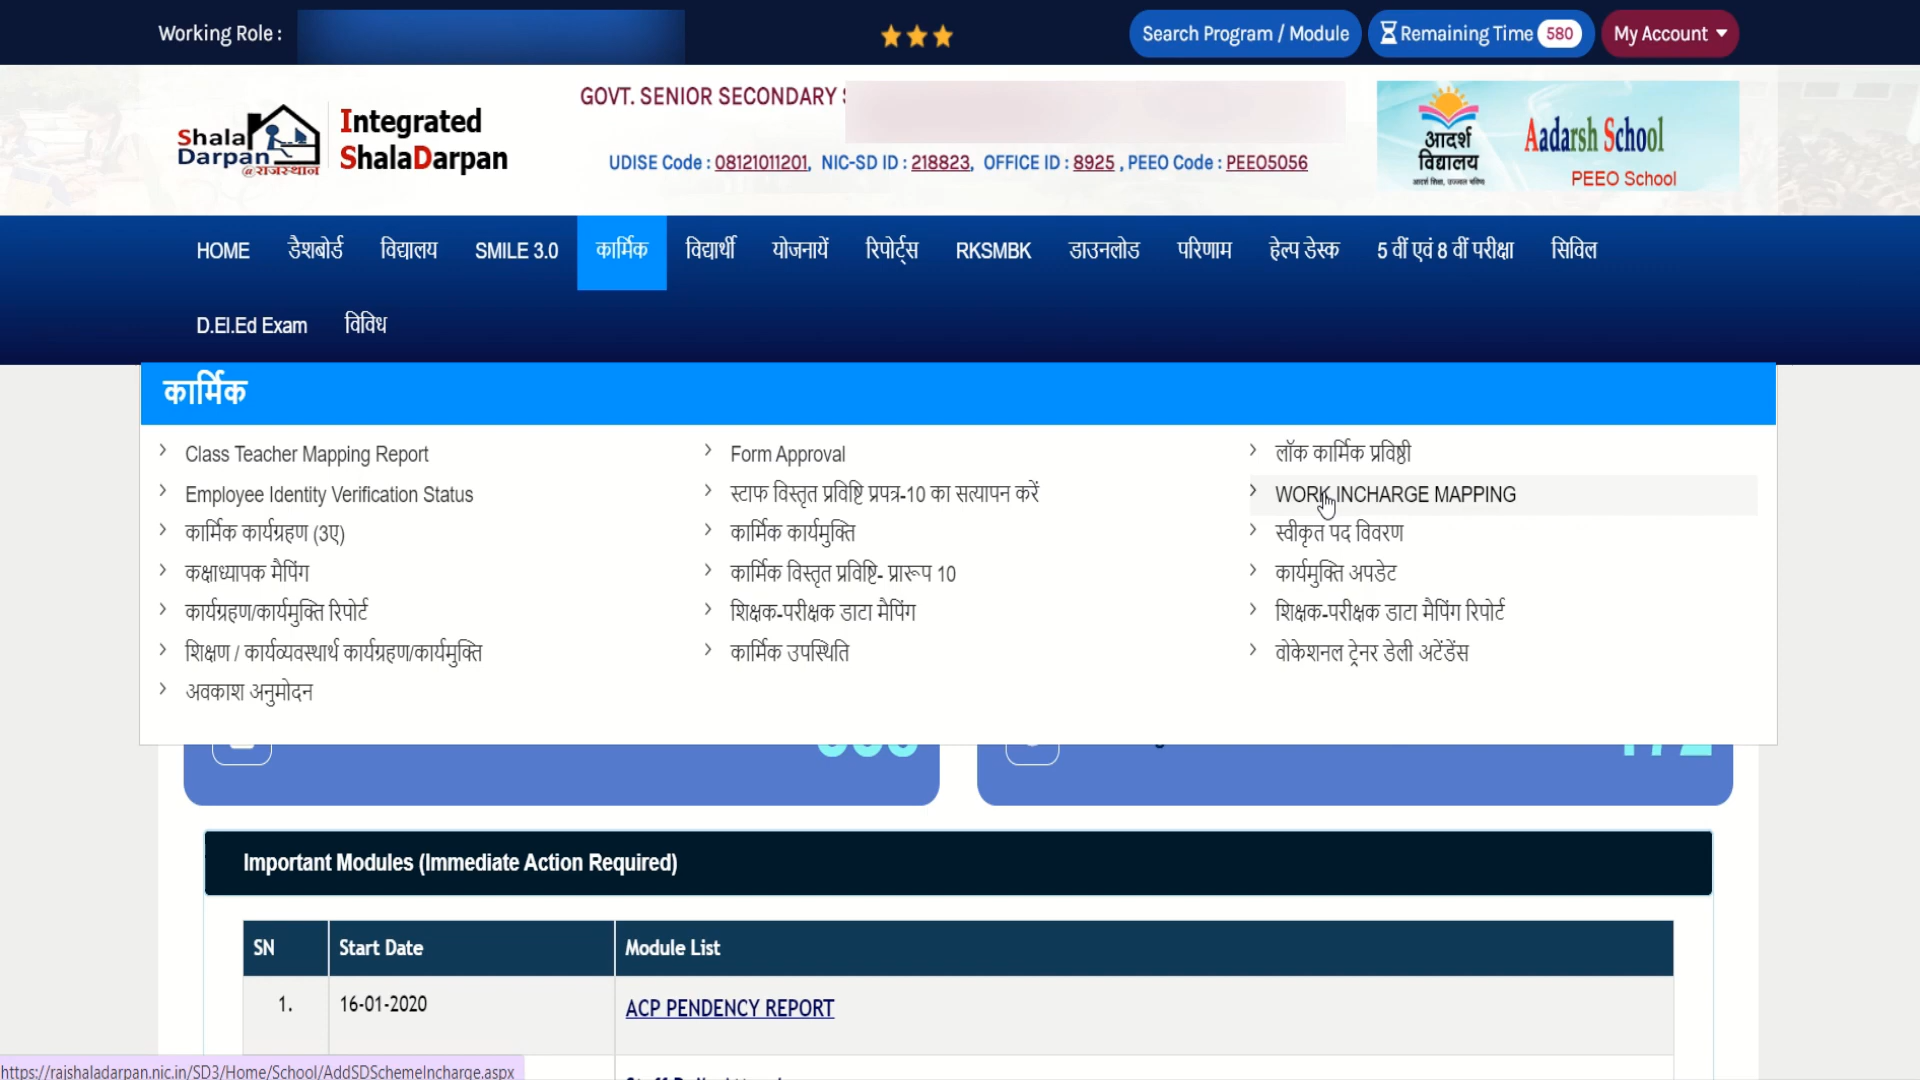 Working Role :
Search Program / Module
Remaining Time 580
My Account
Shala Darpan @राजस्थान
Integrated ShalaDarpan
GOVT. SENIOR SECONDARY
UDISE Code : 08121011201, NIC-SD ID : 218823, OFFICE ID : 8925 , PEEO Code : PEEO5056
आदर्श विद्यालय
Aadarsh School
PEEO School
HOME डैशबोर्ड विद्यालय SMILE 3.0 कार्मिक विद्यार्थी योजनायें रिपोर्ट्स RKSMBK डाउनलोड परिणाम हेल्प डेस्क 5 वीं एवं 8 वीं परीक्षा सिविल
D.El.Ed Exam विविध
कार्मिक
Class Teacher Mapping Report Form Approval लॉक कार्मिक प्रविष्ठी
Employee Identity Verification Status स्टाफ विस्तृत प्रविष्टि प्रपत्र-10 का सत्यापन करें WORK INCHARGE MAPPING
कार्मिक कार्यग्रहण (3ए) कार्मिक कार्यमुक्ति स्वीकृत पद विवरण
कक्षाध्यापक मैपिंग कार्मिक विस्तृत प्रविष्टि- प्रारूप 10 कार्यमुक्ति अपडेट
कार्यग्रहण/कार्यमुक्ति रिपोर्ट शिक्षक-परीक्षक डाटा मैपिंग शिक्षक-परीक्षक डाटा मैपिंग रिपोर्ट
शिक्षण / कार्यव्यवस्थार्थ कार्यग्रहण/कार्यमुक्ति कार्मिक उपस्थिति वोकेशनल ट्रेनर डेली अटेंडेंस
अवकाश अनुमोदन
Important Modules (Immediate Action Required)
SN Start Date Module List
1. 16-01-2020 ACP PENDENCY REPORT
https://rajshaladarpan.nic.in/SD3/Home/School/AddSDSchemeIncharge.aspx